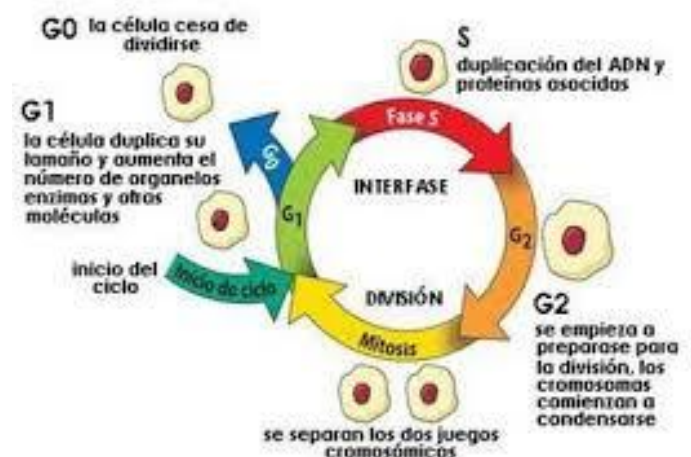 G0 la célula cesa de
dividirse
S
duplicación del ADN y
proteínas asociadas
G1
la célula duplica su
tamaño y aumenta el
número de organelos
enzimas y otras
moléculas
Fase S
G0
INTERFASE
G1
G2
inicio del
ciclo
Inicio de ciclo
DIVISIÓN
Mitosis
G2
se empieza a
preparase para
la división, los
cromosomas
comienzan a
condensarse
se separan los dos juegos
cromosómicos